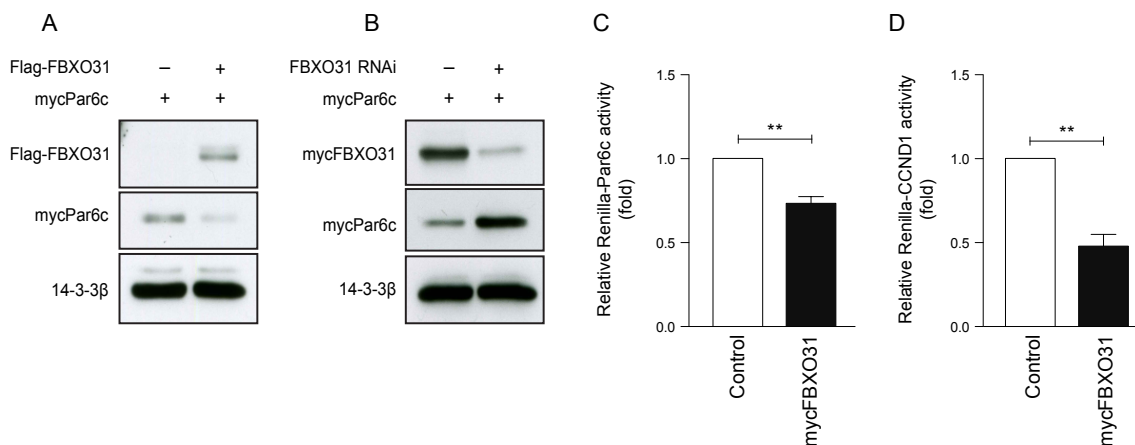 A
Flag-FBXO31 – +
mycPar6c + +
Flag-FBXO31
mycPar6c
14-3-3β
B
FBXO31 RNAi – +
mycPar6c + +
mycFBXO31
mycPar6c
14-3-3β
C
Relative Renilla-Par6c activity
(fold)
1.5
1.0
0.5
0.0
**
Control
mycFBXO31
D
Relative Renilla-CCND1 activity
(fold)
1.5
1.0
0.5
0.0
**
Control
mycFBXO31